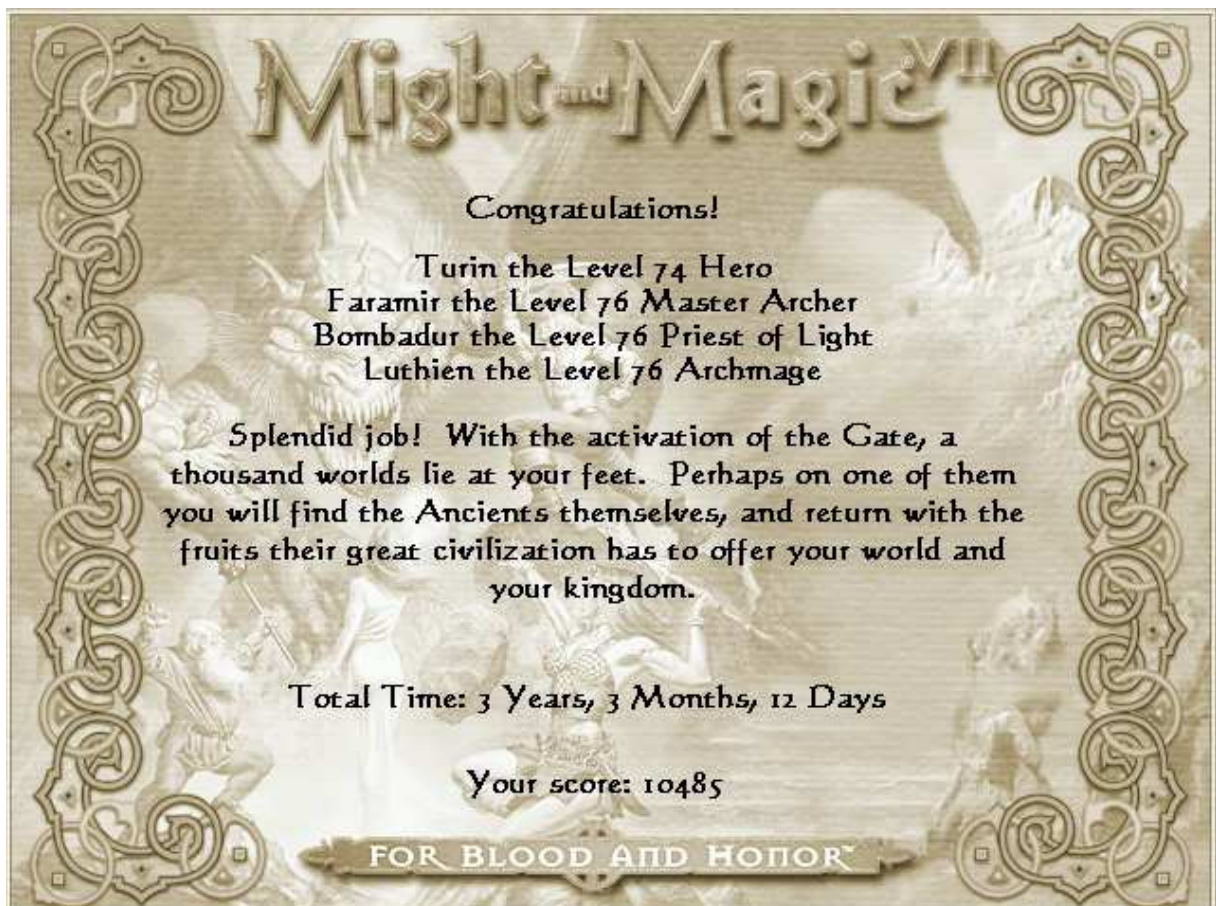 Might and Magic VII
Congratulations!
Turin the Level 74 Hero
Faramir the Level 76 Master Archer
Bombadur the Level 76 Priest of Light
Luthien the Level 76 Archmage
Splendid job! With the activation of the Gate, a
thousand worlds lie at your feet. Perhaps on one of them
you will find the Ancients themselves, and return with the
fruits their great civilization has to offer your world and
your kingdom.
Total Time: 3 Years, 3 Months, 12 Days
Your score: 10485
FOR BLOOD AND HONOR™